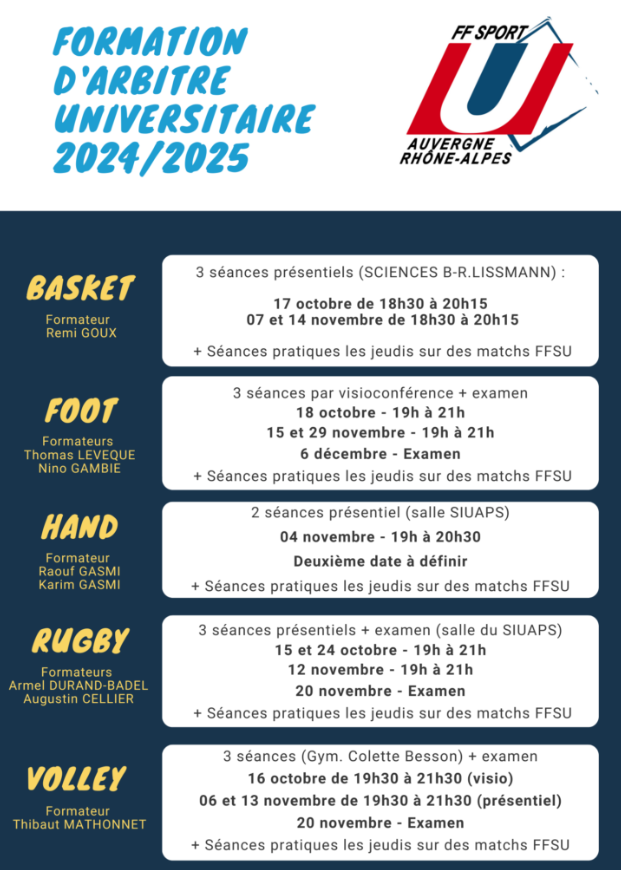 FORMATION
D'ARBITRE
UNIVERSITAIRE
2024/2025
FF SPORT
U
AUVERGNE
RHÔNE-ALPES
BASKET
Formateur
Remi GOUX
3 séances présentiels (SCIENCES B-R.LISSMANN) :
17 octobre de 18h30 à 20h15
07 et 14 novembre de 18h30 à 20h15
+ Séances pratiques les jeudis sur des matchs FFSU
FOOT
Formateurs
Thomas LEVEQUE
Nino GAMBIE
3 séances par visioconférence + examen
18 octobre - 19h à 21h
15 et 29 novembre - 19h à 21h
6 décembre - Examen
+ Séances pratiques les jeudis sur des matchs FFSU
HAND
Formateur
Raouf GASMI
Karim GASMI
2 séances présentiel (salle SIUAPS)
04 novembre - 19h à 20h30
Deuxième date à définir
+ Séances pratiques les jeudis sur des matchs FFSU
RUGBY
Formateurs
Armel DURAND-BADEL
Augustin CELLIER
3 séances présentiels + examen (salle du SIUAPS)
15 et 24 octobre - 19h à 21h
12 novembre - 19h à 21h
20 novembre - Examen
+ Séances pratiques les jeudis sur des matchs FFSU
VOLLEY
Formateur
Thibaut MATHONNET
3 séances (Gym. Colette Besson) + examen
16 octobre de 19h30 à 21h30 (visio)
06 et 13 novembre de 19h30 à 21h30 (présentiel)
20 novembre - Examen
+ Séances pratiques les jeudis sur des matchs FFSU